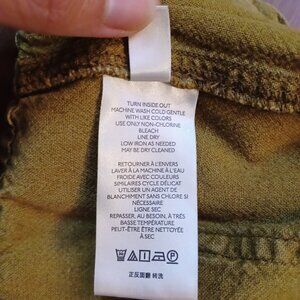 TURN INSIDE OUT
MACHINE WASH COLD GENTLE
WITH LIKE COLORS
USE ONLY NON-CHLORINE
BLEACH
LINE DRY
LOW IRON AS NEEDED
MAY BE DRY CLEANED
RETOURNER À L'ENVERS
LAVER À LA MACHINE À L'EAU
FROIDE AVEC COULEURS
SIMILAIRES CYCLE DÉLICAT
UTILISER UN AGENT DE
BLANCHIMENT SANS CHLORE SI
NÉCESSAIRE
LIGNE SEC
REPASSER, AU BESOIN, À TRÈS
BASSE TEMPÉRATURE
PEUT-ÊTRE ÊTRE NETTOYÉ
À SEC